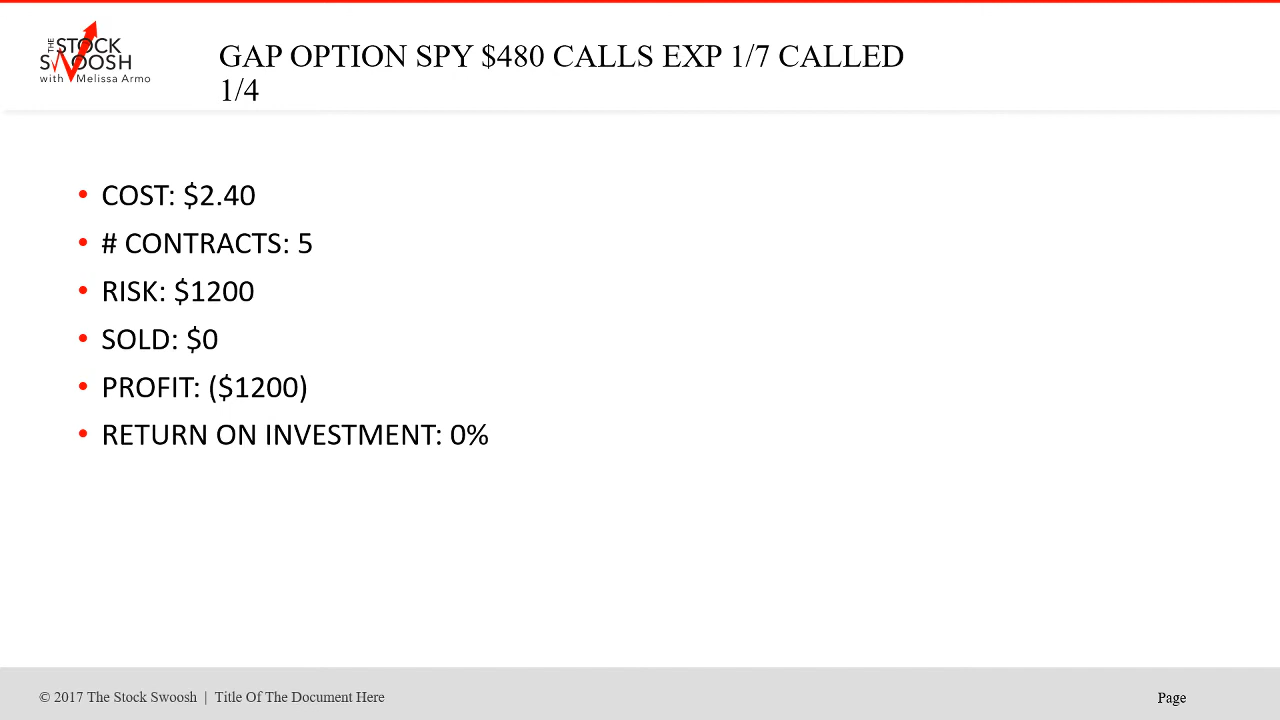 THE STOCK
SWOOSH
with Melissa Armo
GAP OPTION SPY $480 CALLS EXP 1/7 CALLED
1/4
• COST: $2.40
• # CONTRACTS: 5
• RISK: $1200
• SOLD: $0
• PROFIT: ($1200)
• RETURN ON INVESTMENT: 0%
© 2017 The Stock Swoosh | Title Of The Document Here
Page